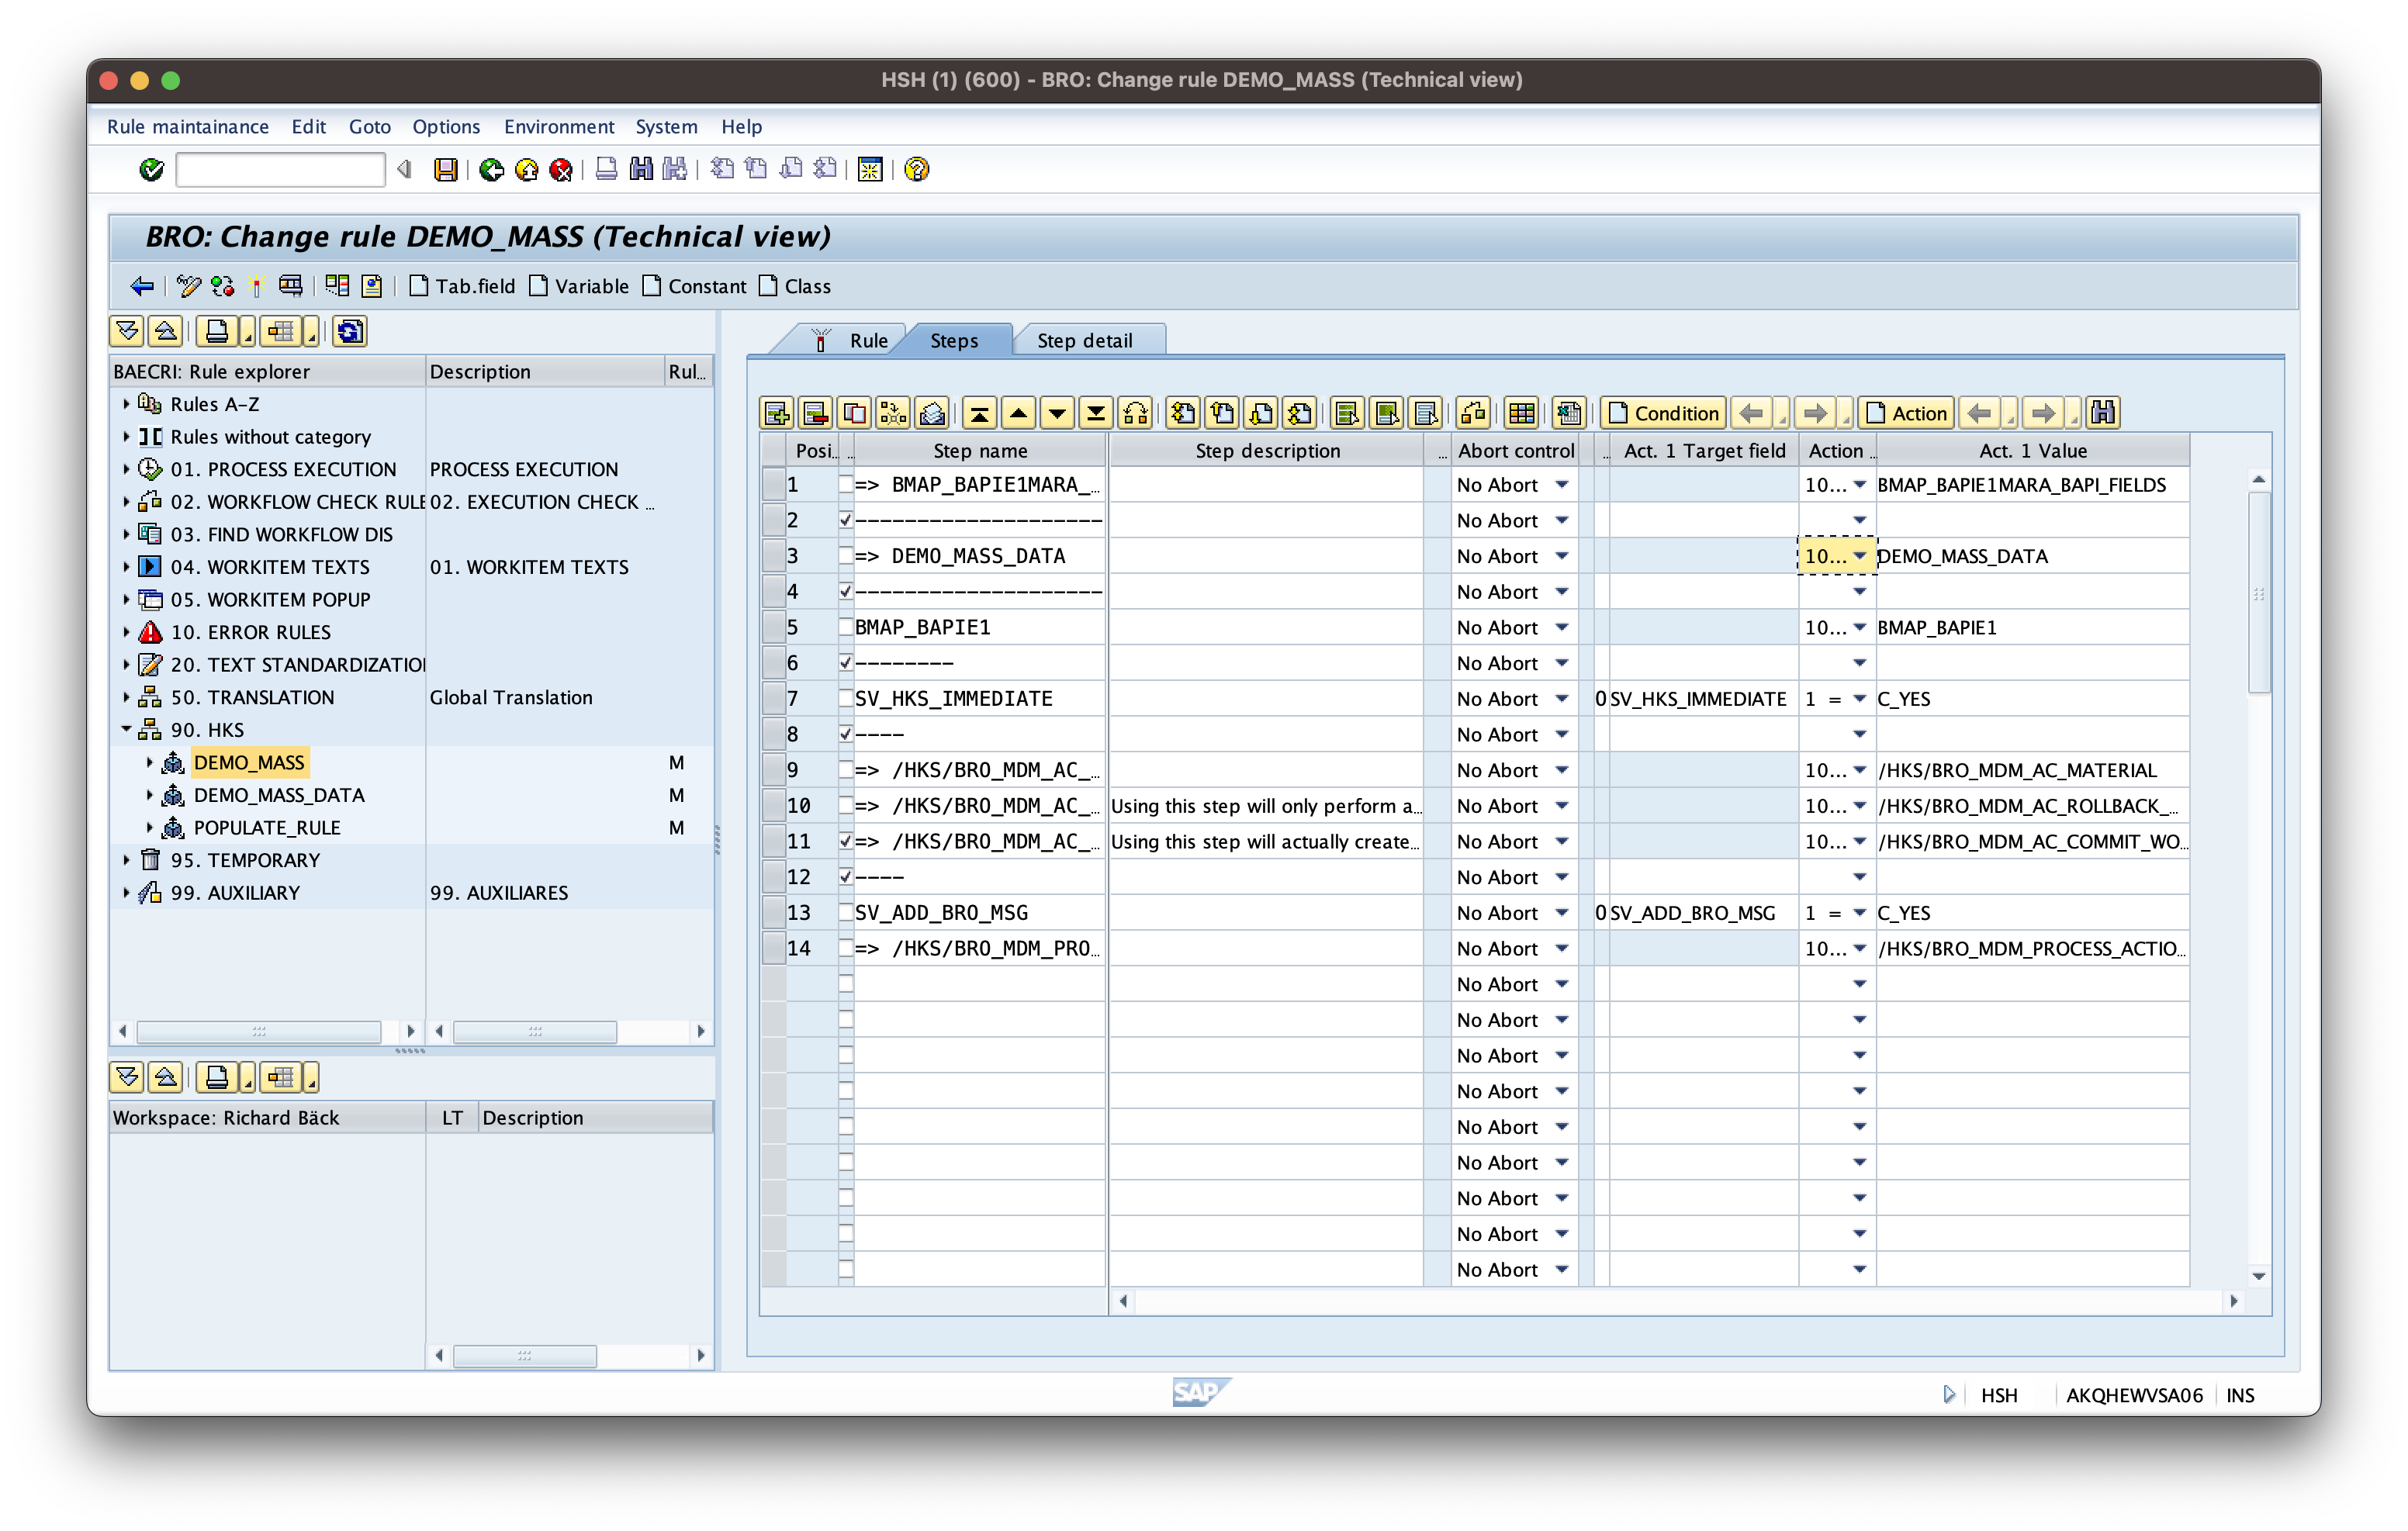 HSH (1) (600) - BRO: Change rule DEMO_MASS (Technical view)
Rule maintainance Edit Goto Options Environment System Help
BRO: Change rule DEMO_MASS (Technical view)
Tab.field Variable Constant Class
BAECRI: Rule explorer Description Rul...
Rules A-Z
Rules without category
01. PROCESS EXECUTION PROCESS EXECUTION
02. WORKFLOW CHECK RULE 02. EXECUTION CHECK ...
03. FIND WORKFLOW DIS
04. WORKITEM TEXTS 01. WORKITEM TEXTS
05. WORKITEM POPUP
10. ERROR RULES
20. TEXT STANDARDIZATIO
50. TRANSLATION Global Translation
90. HKS
DEMO_MASS M
DEMO_MASS_DATA M
POPULATE_RULE M
95. TEMPORARY
99. AUXILIARY 99. AUXILIARES
Workspace: Richard Bäck LT Description
Rule Steps Step detail
Condition Action
Posi... ... Step name Step description ... Abort control ... Act. 1 Target field Action ... Act. 1 Value
1 => BMAP_BAPIE1MARA_... No Abort 10... BMAP_BAPIE1MARA_BAPI_FIELDS
2 -------------------- No Abort
3 => DEMO_MASS_DATA No Abort 10... DEMO_MASS_DATA
4 -------------------- No Abort
5 BMAP_BAPIE1 No Abort 10... BMAP_BAPIE1
6 -------- No Abort
7 SV_HKS_IMMEDIATE No Abort 0 SV_HKS_IMMEDIATE 1 = C_YES
8 ---- No Abort
9 => /HKS/BRO_MDM_AC_... No Abort 10... /HKS/BRO_MDM_AC_MATERIAL
10 => /HKS/BRO_MDM_AC_... Using this step will only perform a... No Abort 10... /HKS/BRO_MDM_AC_ROLLBACK_...
11 => /HKS/BRO_MDM_AC_... Using this step will actually create... No Abort 10... /HKS/BRO_MDM_AC_COMMIT_WO...
12 ---- No Abort
13 SV_ADD_BRO_MSG No Abort 0 SV_ADD_BRO_MSG 1 = C_YES
14 => /HKS/BRO_MDM_PRO... No Abort 10... /HKS/BRO_MDM_PROCESS_ACTIO...
No Abort
No Abort
No Abort
No Abort
No Abort
No Abort
No Abort
No Abort
No Abort
SAP HSH AKQHEWVSA06 INS